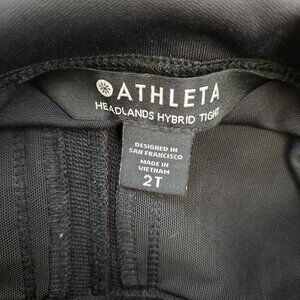 ATHLETA
HEADLANDS HYBRID TIGHT
DESIGNED IN
SAN FRANCISCO
MADE IN
VIETNAM
2T